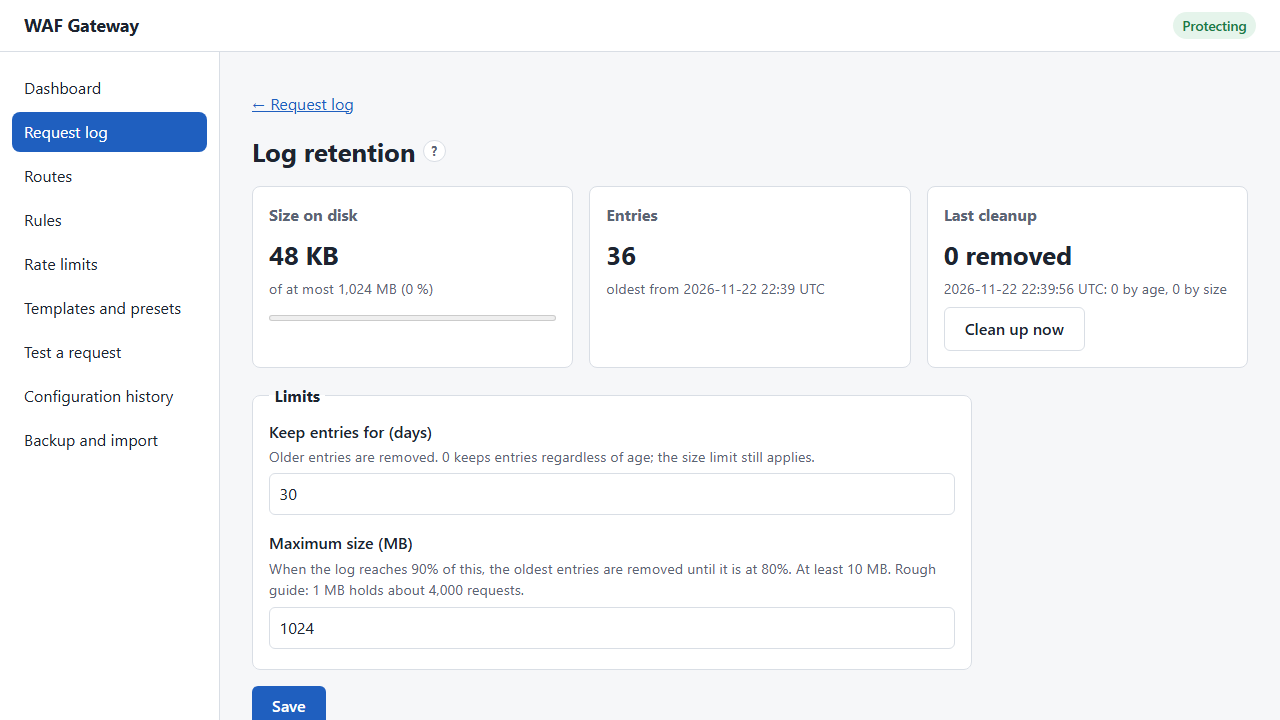 WAF Gateway
Protecting
Dashboard
Request log
Routes
Rules
Rate limits
Templates and presets
Test a request
Configuration history
Backup and import
← Request log
Log retention ?
Size on disk
48 KB
of at most 1,024 MB (0 %)
Entries
36
oldest from 2026-11-22 22:39 UTC
Last cleanup
0 removed
2026-11-22 22:39:56 UTC: 0 by age, 0 by size
Clean up now
Limits
Keep entries for (days)
Older entries are removed. 0 keeps entries regardless of age; the size limit still applies.
30
Maximum size (MB)
When the log reaches 90% of this, the oldest entries are removed until it is at 80%. At least 10 MB. Rough
guide: 1 MB holds about 4,000 requests.
1024
Save